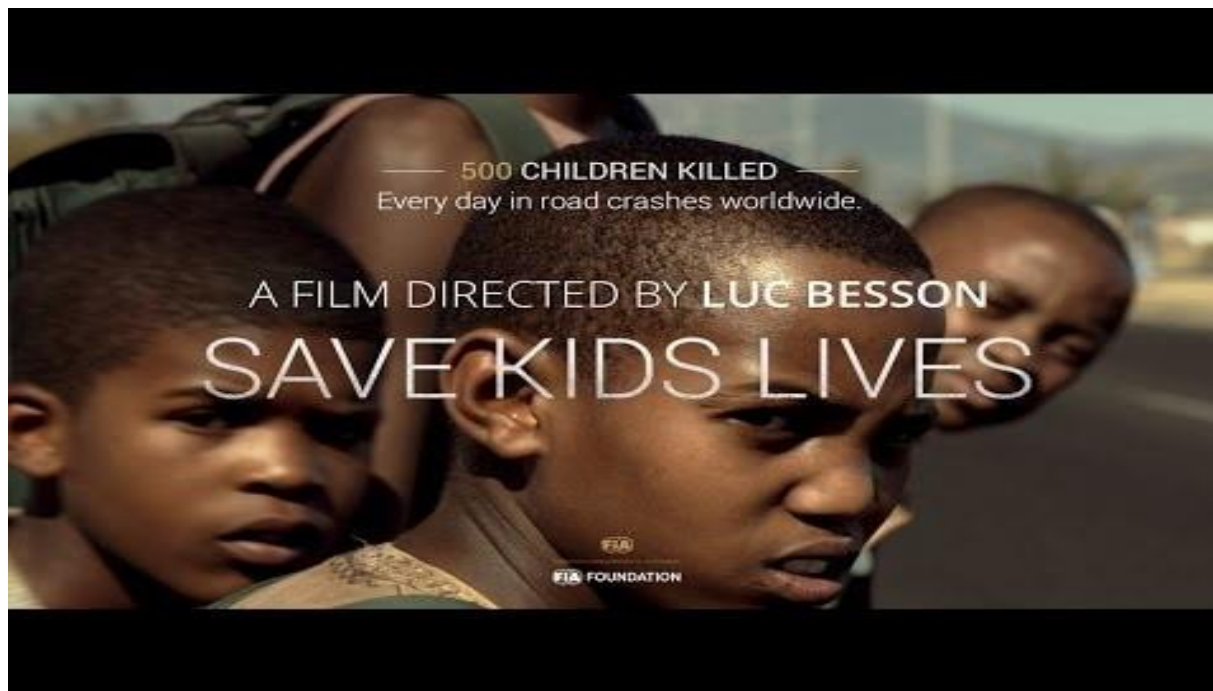 500 CHILDREN KILLED
Every day in road crashes worldwide.
A FILM DIRECTED BY LUC BESSON
SAVE KIDS LIVES
FIA
FIA FOUNDATION